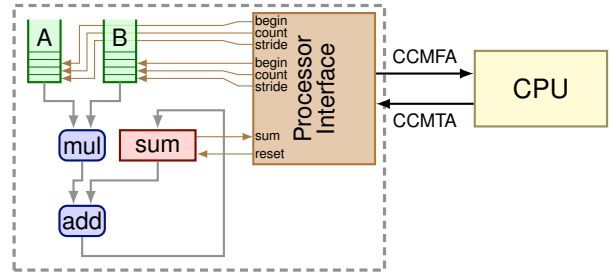 A
B
begin
count
stride
begin
count
stride
sum
reset
Processor
Interface
CCMFA
CCMTA
CPU
mul
sum
add